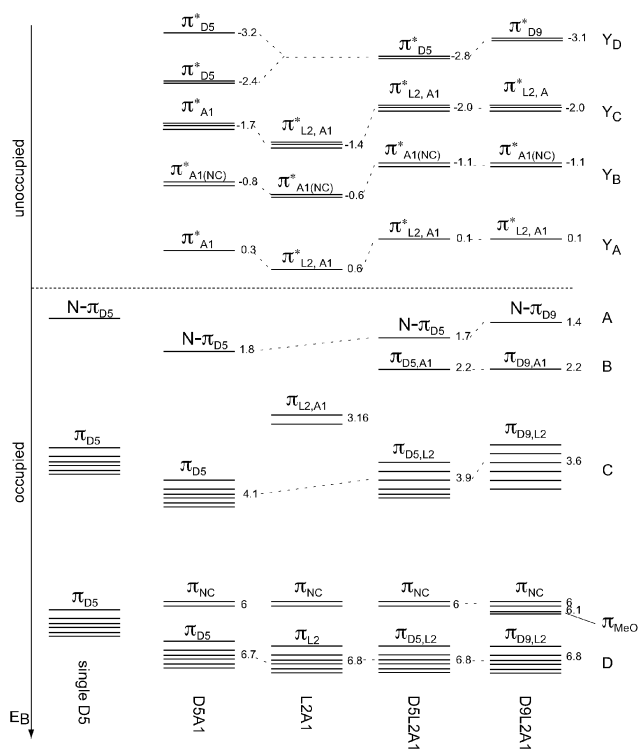 π*D5 -3.2
π*D9 -3.1 YD
π*D5 -2.8
π*D5 -2.4
π*A1 -1.7
π*L2, A1 -1.4
π*L2, A1 -2.0
π*L2, A -2.0 YC
π*A1(NC) -0.8
π*A1(NC) -0.6
π*A1(NC) -1.1
π*A1(NC) -1.1 YB
π*A1 0.3
π*L2, A1 0.6
π*L2, A1 0.1
π*L2, A1 0.1 YA
unoccupied
N-πD5
N-πD5 1.8
N-πD5 1.7
N-πD9 1.4 A
πD5,A1 2.2
πD9,A1 2.2 B
πL2,A1 3.16
πD5
πD5 4.1
πD5,L2 3.9
πD9,L2 3.6 C
occupied
πNC 6
πNC
πNC 6
πNC 6
6.1
πMeO
πD5
πD5 6.7
πL2 6.8
πD5,L2 6.8
πD9,L2 6.8 D
EB
single D5
D5A1
L2A1
D5L2A1
D9L2A1